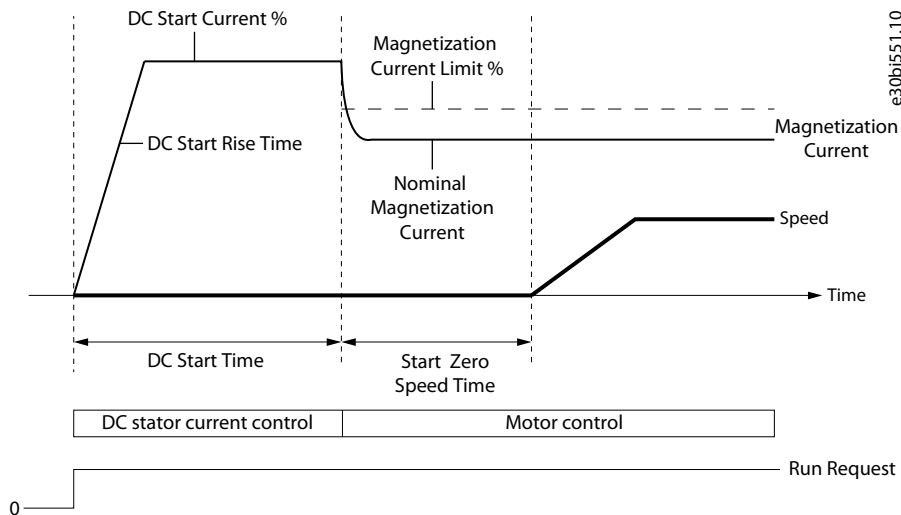 DC Start Current %
Magnetization
Current Limit %
e30bi551.10
DC Start Rise Time
Magnetization
Current
Nominal
Magnetization
Current
Speed
Time
DC Start Time
Start Zero
Speed Time
DC stator current control
Motor control
Run Request
0